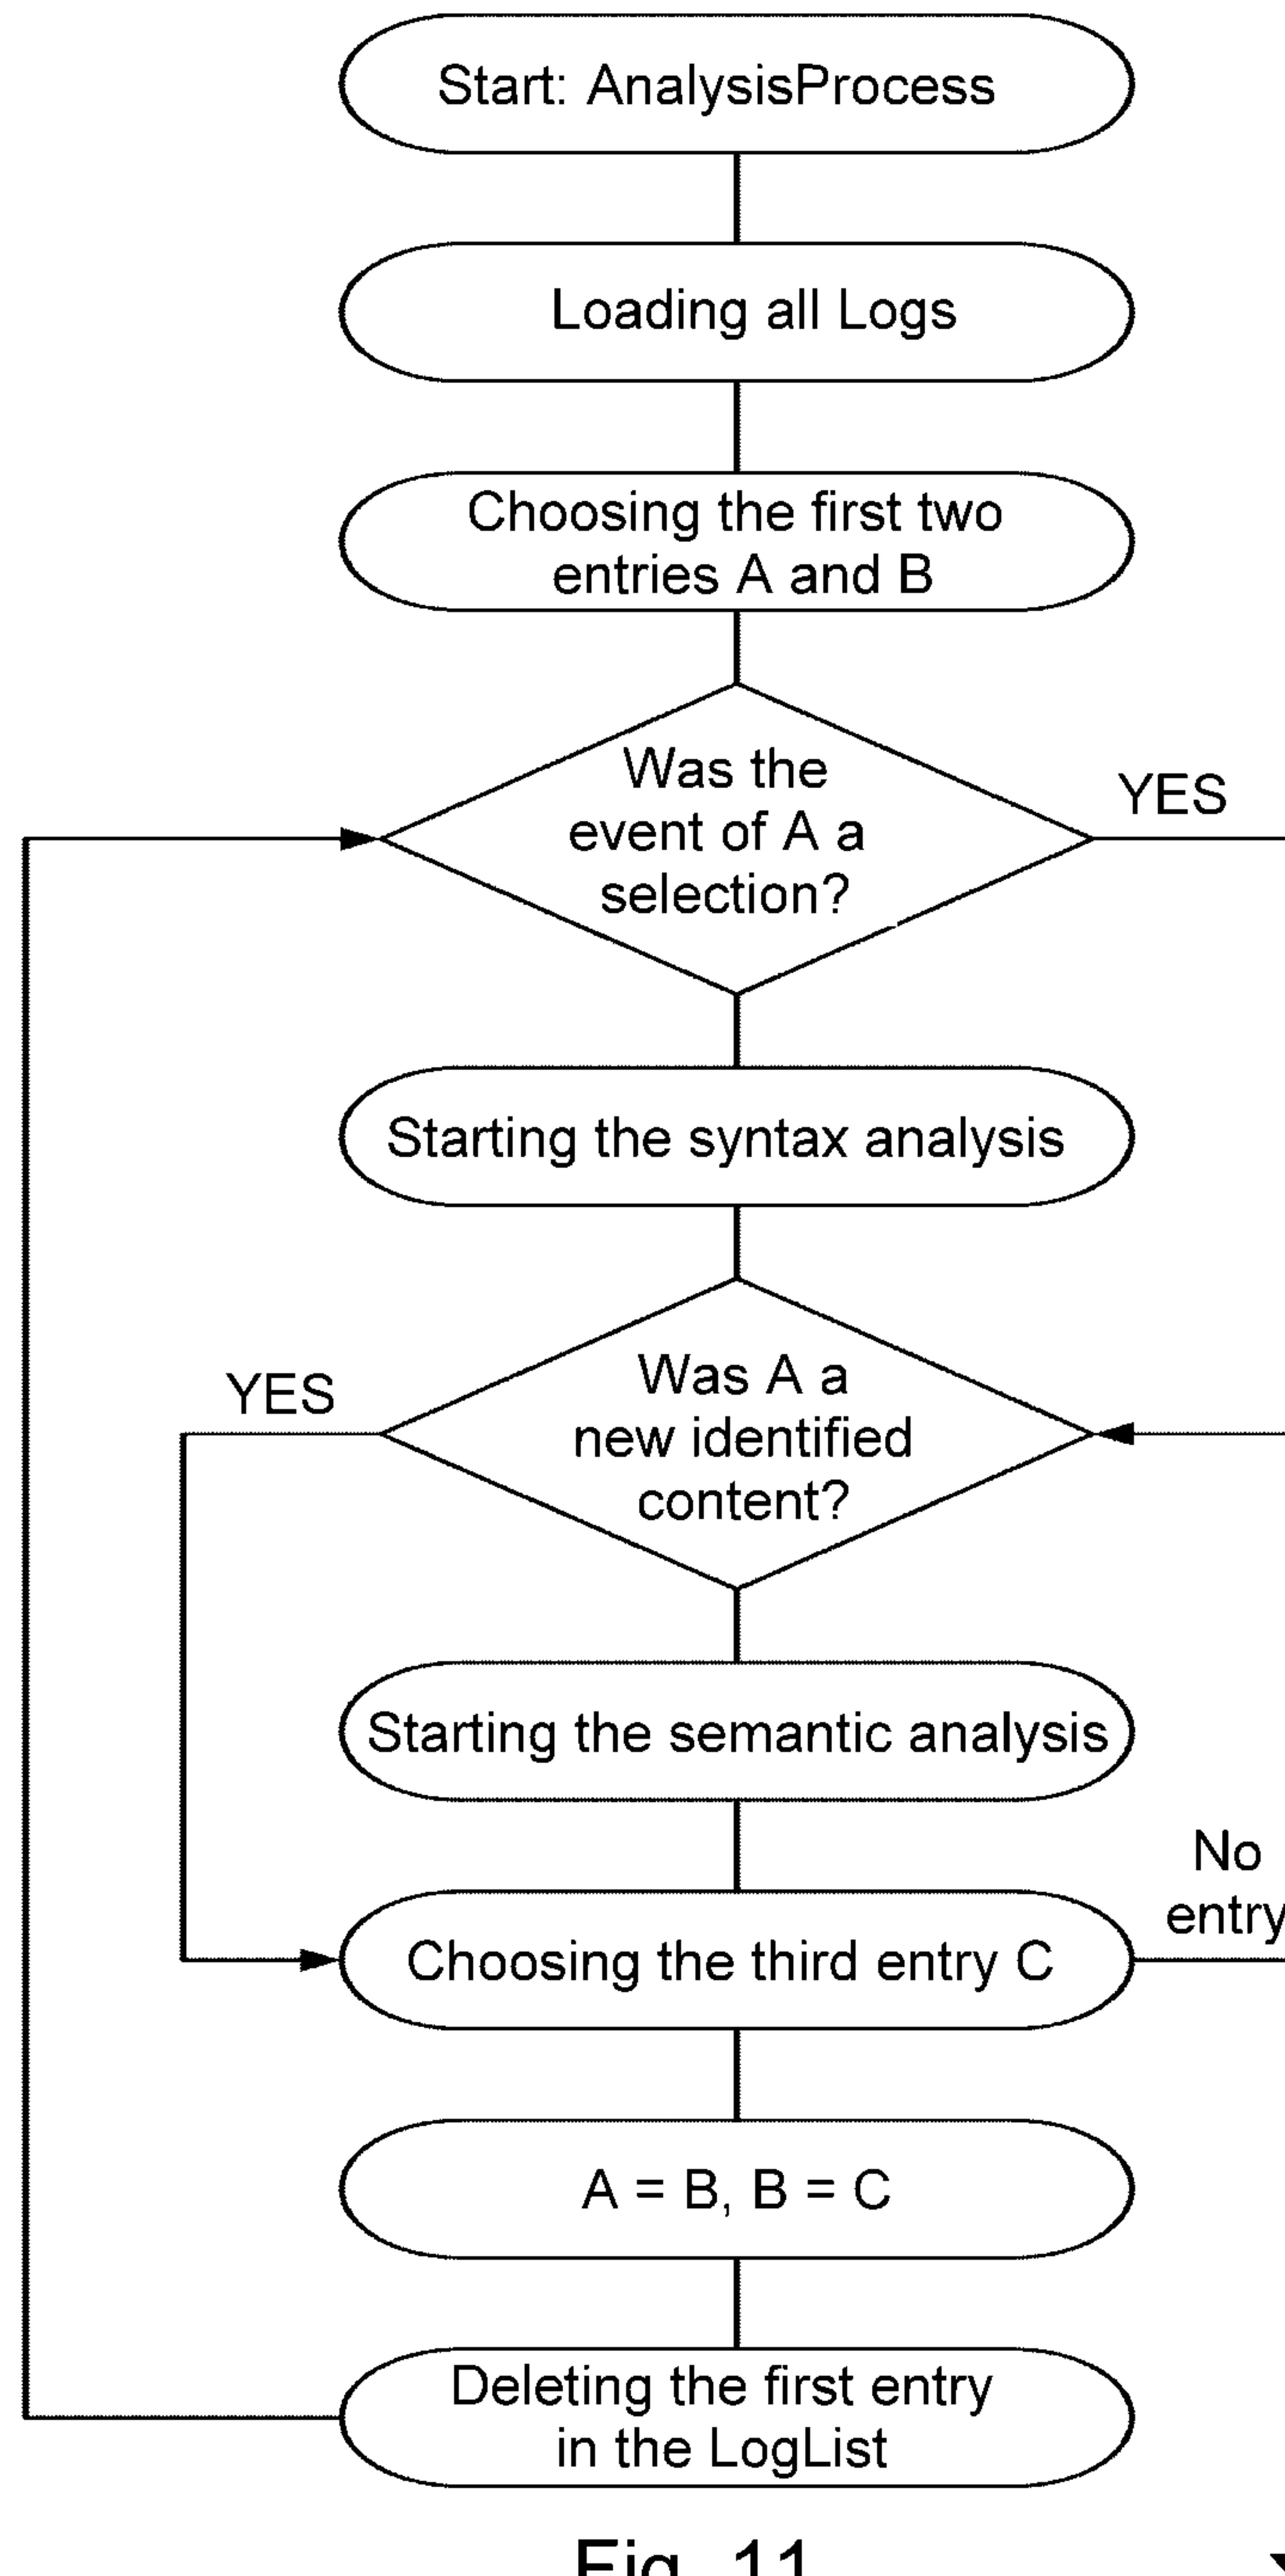 Start: AnalysisProcess
Loading all Logs
Choosing the first two
entries A and B
Was the
event of A a
selection?
YES
Starting the syntax analysis
Was A a
new identified
content?
YES
Starting the semantic analysis
No
entry
Choosing the third entry C
A = B, B = C
Deleting the first entry
in the LogList
Fig. 11